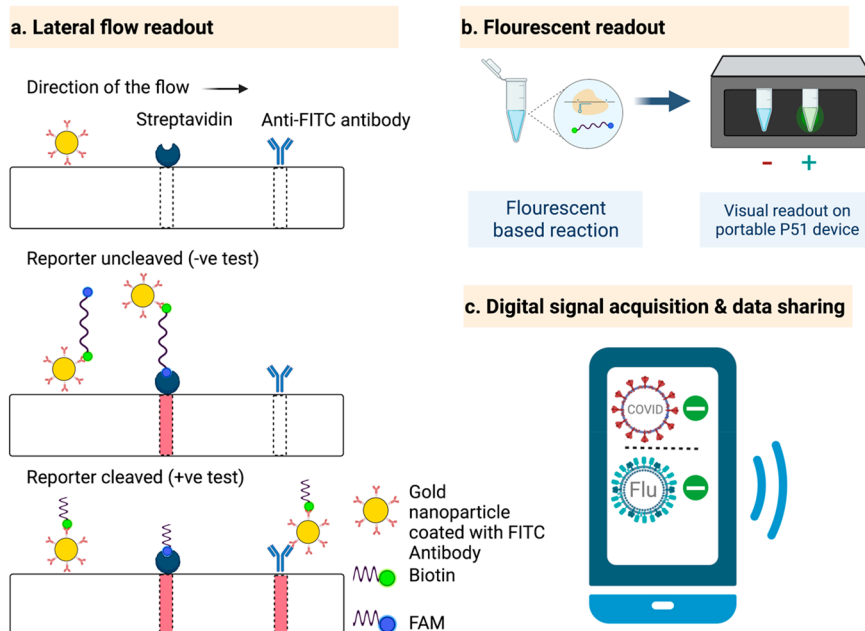 a. Lateral flow readout
Direction of the flow
Streptavidin
Anti-FITC antibody
Reporter uncleaved (-ve test)
Reporter cleaved (+ve test)
Gold
nanoparticle
coated with FITC
Antibody
Biotin
FAM
b. Flourescent readout
- +
Flourescent
based reaction
Visual readout on
portable P51 device
c. Digital signal acquisition & data sharing
COVID
Flu